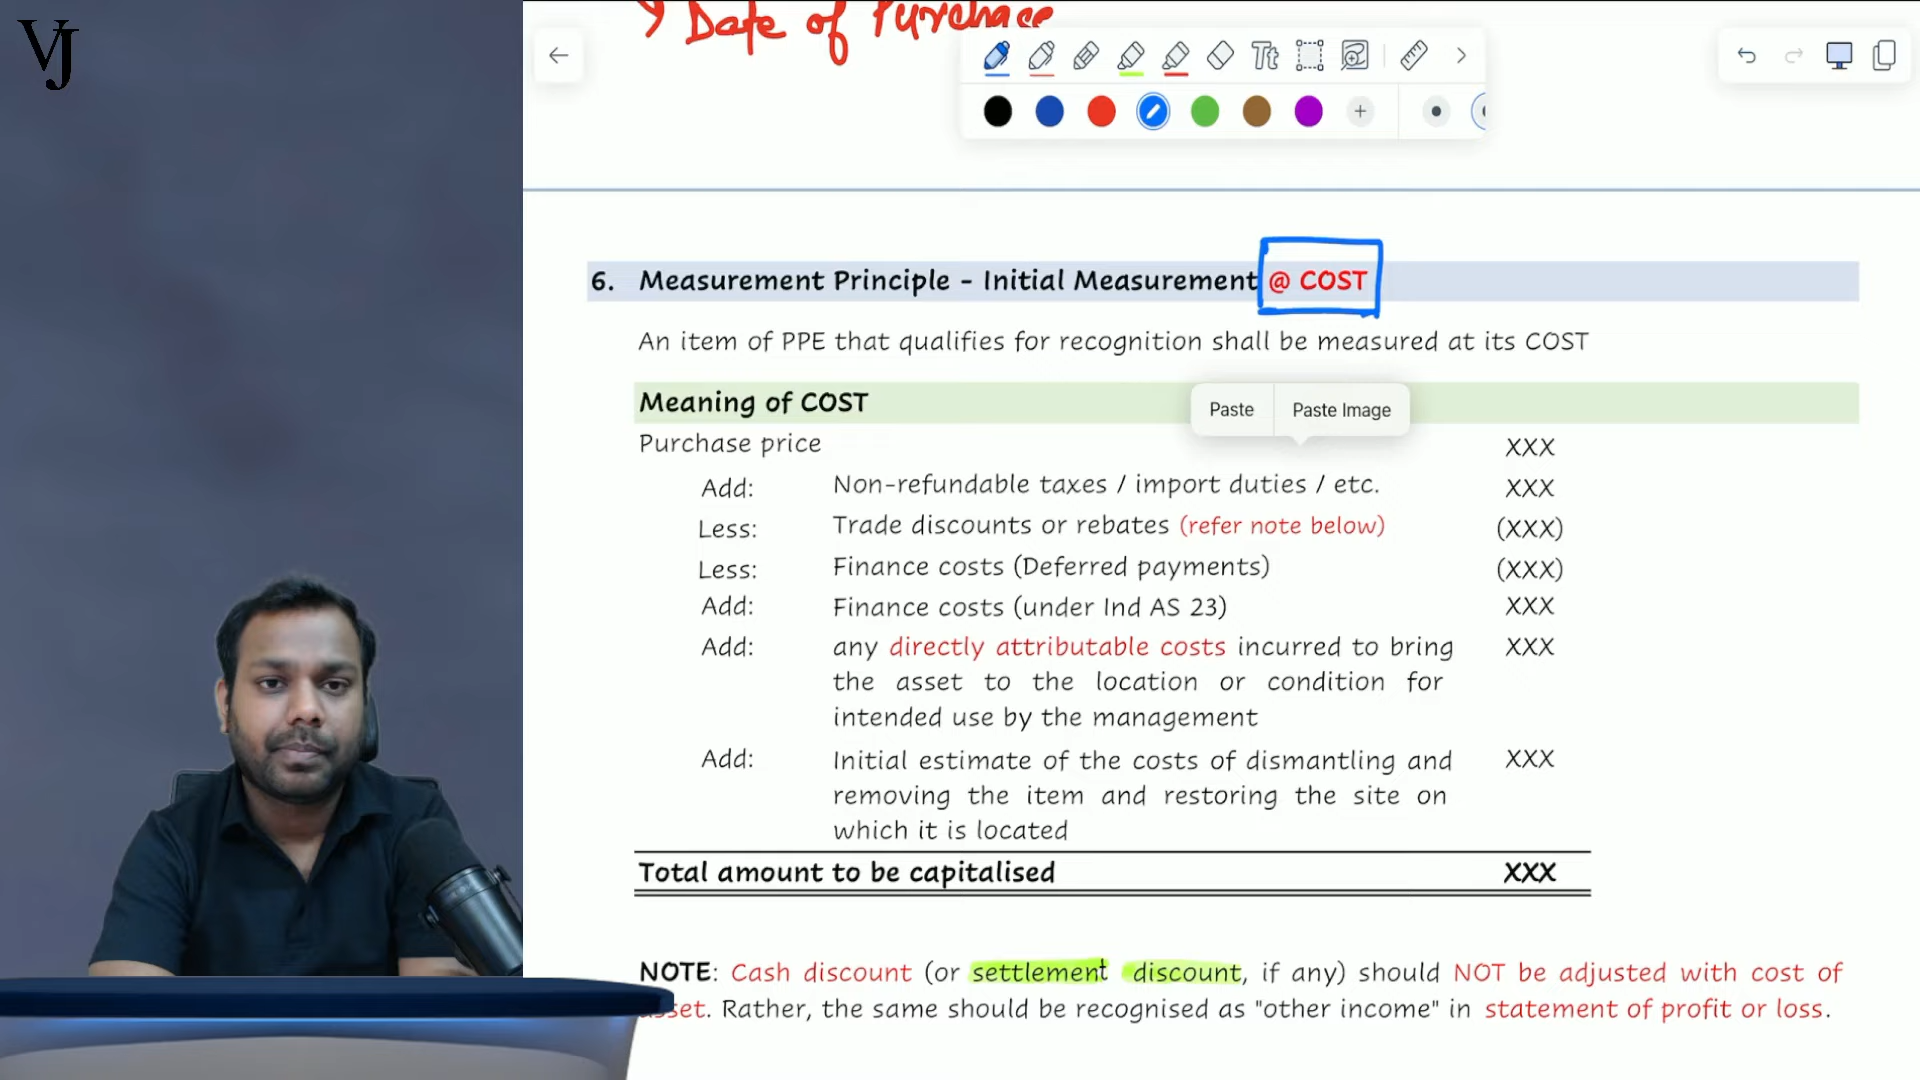 VJ
> Date of Purchase
Tt
6. Measurement Principle - Initial Measurement @ COST
An item of PPE that qualifies for recognition shall be measured at its COST
Meaning of COST
Paste Paste Image
Purchase price XXX
Add: Non-refundable taxes / import duties / etc. XXX
Less: Trade discounts or rebates (refer note below) (XXX)
Less: Finance costs (Deferred payments) (XXX)
Add: Finance costs (under Ind AS 23) XXX
Add: any directly attributable costs incurred to bring XXX
the asset to the location or condition for
intended use by the management
Add: Initial estimate of the costs of dismantling and XXX
removing the item and restoring the site on
which it is located
Total amount to be capitalised XXX
NOTE: Cash discount (or settlement discount, if any) should NOT be adjusted with cost of
asset. Rather, the same should be recognised as "other income" in statement of profit or loss.